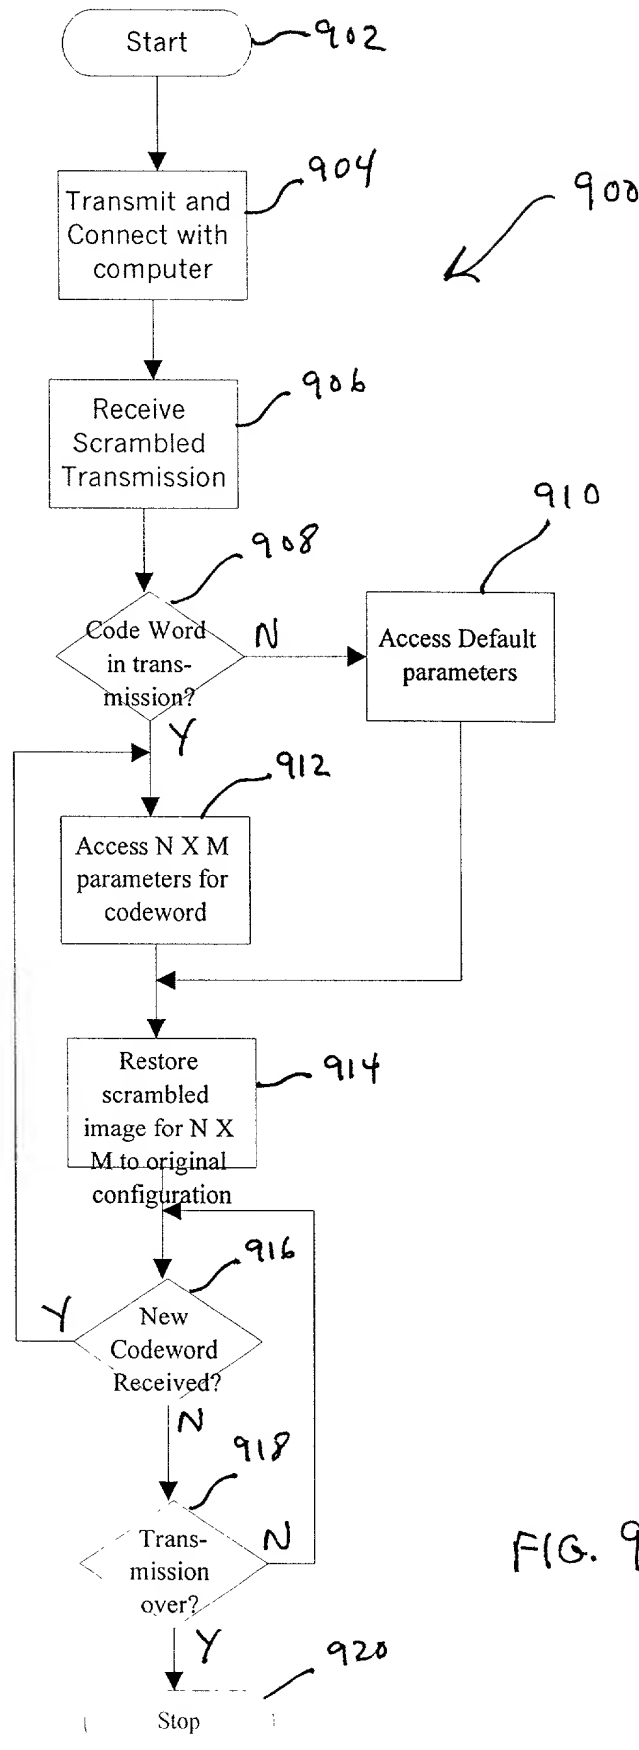 Start
902
904
Transmit and
Connect with
computer
900
906
Receive
Scrambled
Transmission
910
908
Code Word
in trans-
mission?
N
Access Default
parameters
Y
912
Access N X M
parameters for
codeword
914
Restore
scrambled
image for N X
M to original
configuration
916
Y
New
Codeword
Received?
N
918
Trans-
mission
over?
N
FIG. 9
Y
920
Stop